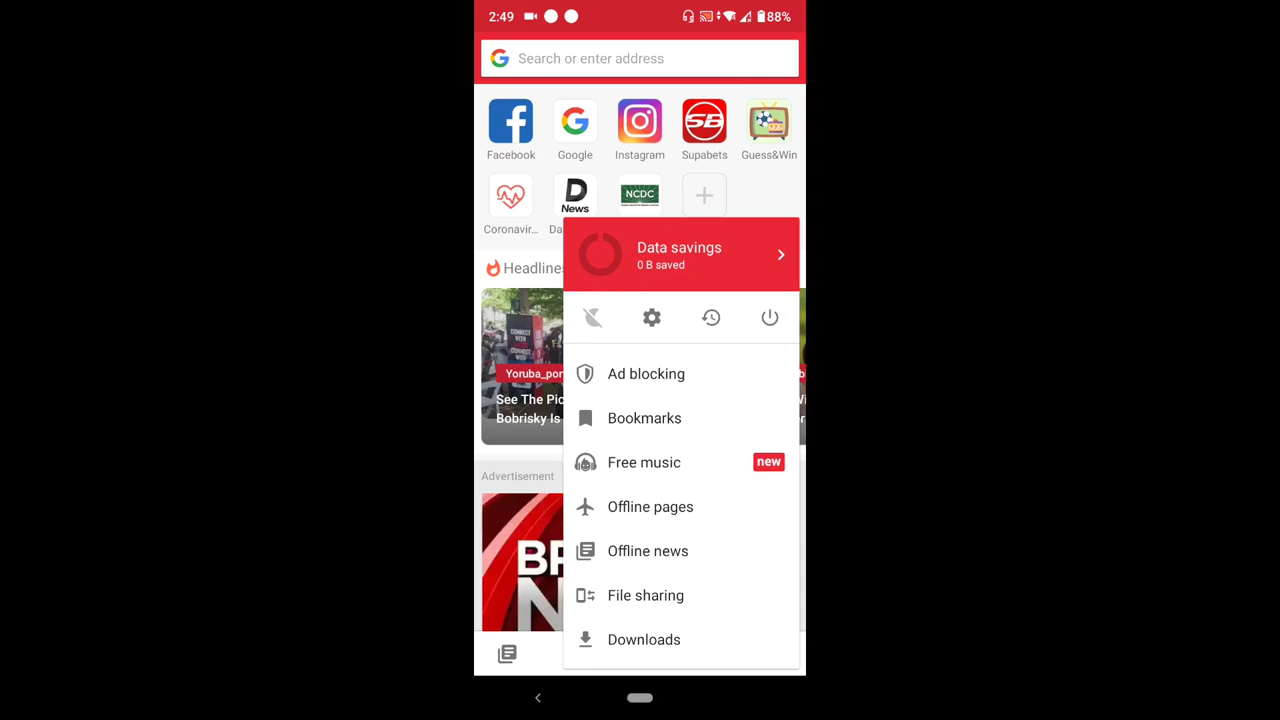 2:49
88%
Search or enter address
Facebook
Google
Instagram
SB
Supabets
Guess&Win
D
News
NCDC
Coronavir...
Da
Data savings
0 B saved
Headlines
CONNECT
WITH
Yoruba_por
See The Pic
Bobrisky Is
Ad blocking
Bookmarks
Free music
new
Offline pages
Advertisement
Offline news
File sharing
Downloads